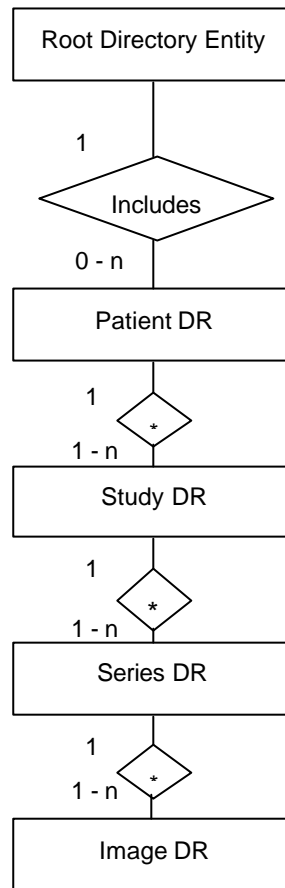 Root Directory Entity
1
Includes
0 - n
Patient DR
1
*
1 - n
Study DR
1
*
1 - n
Series DR
1
*
1 - n
Image DR